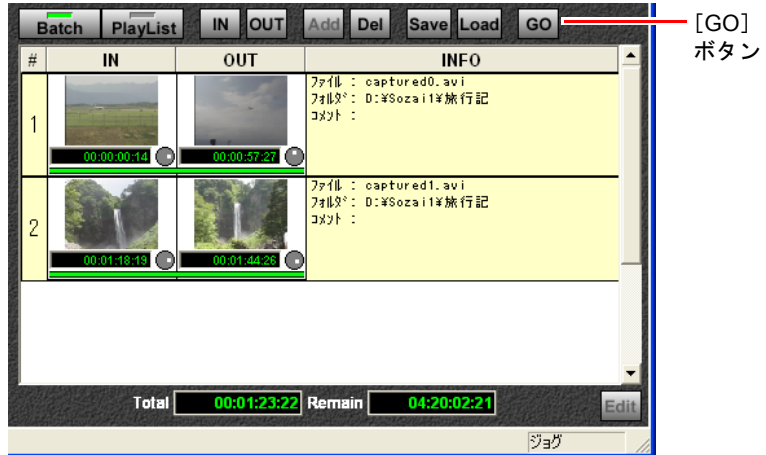 Batch PlayList IN OUT Add Del Save Load GO
[GO]
ボタン
# IN OUT INFO
1
ﾌｧｲﾙ : captured0.avi
ﾌｫﾙﾀﾞ: D:¥Sozai1¥旅行記
ｺﾒﾝﾄ :
00:00:00:14 00:00:57:27
2
ﾌｧｲﾙ : captured1.avi
ﾌｫﾙﾀﾞ: D:¥Sozai1¥旅行記
ｺﾒﾝﾄ :
00:01:18:19 00:01:44:26
Total 00:01:23:22 Remain 04:20:02:21 Edit
ジョグ